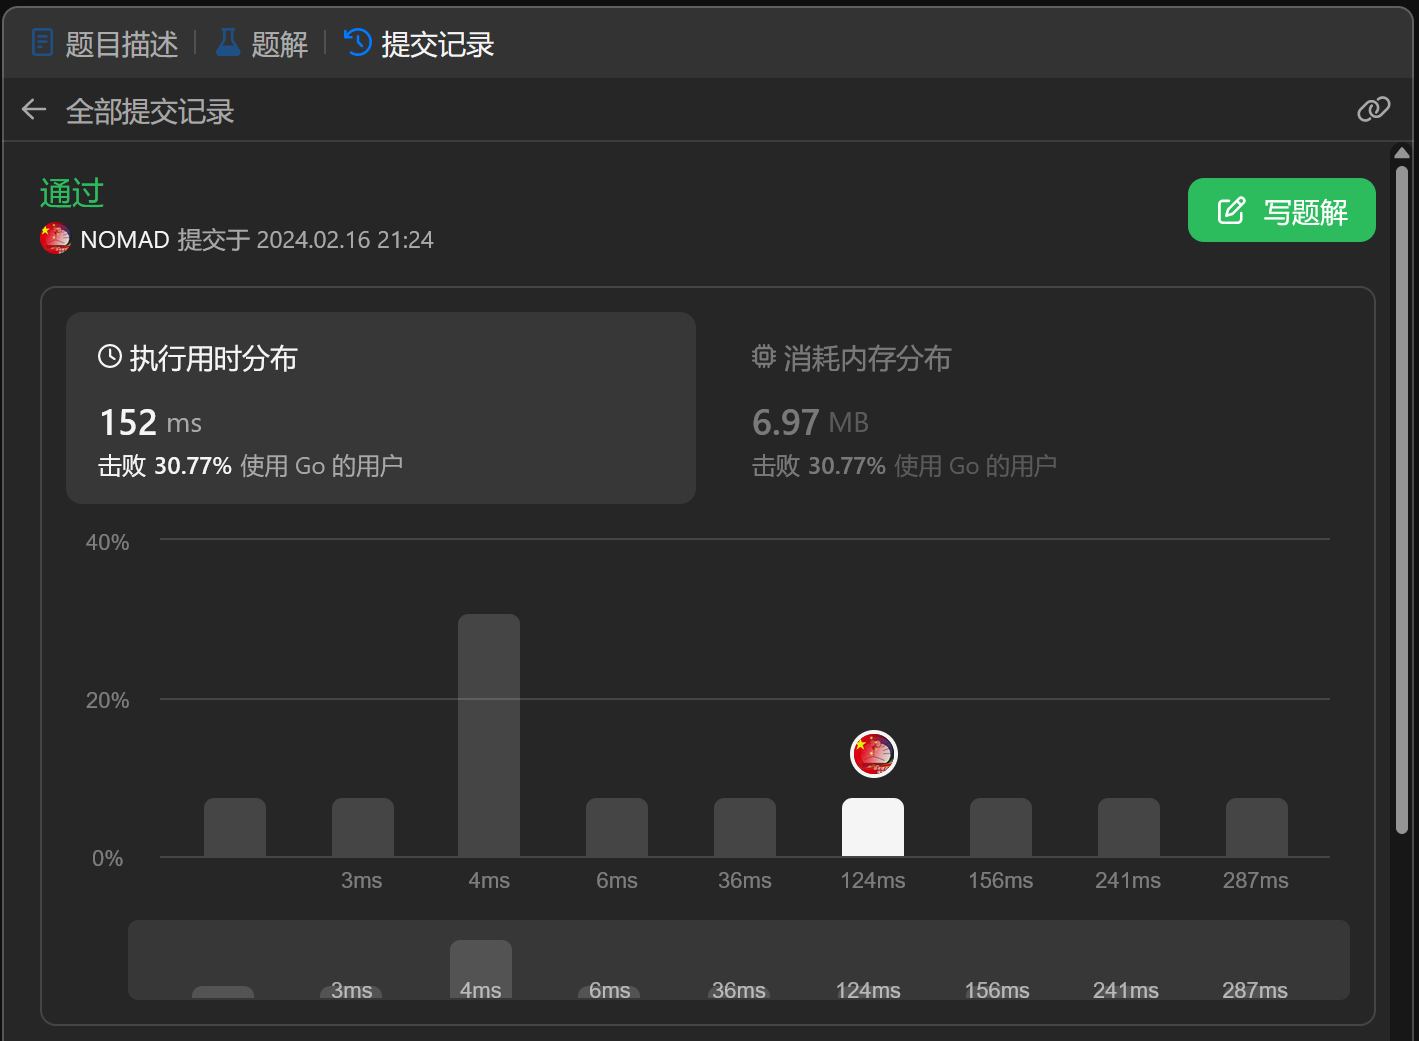 题目描述 题解 提交记录
全部提交记录
通过
写题解
NOMAD 提交于 2024.02.16 21:24
执行用时分布
152 ms
击败 30.77% 使用 Go 的用户
消耗内存分布
6.97 MB
击败 30.77% 使用 Go 的用户
40%
20%
0%
3ms 4ms 6ms 36ms 124ms 156ms 241ms 287ms
3ms 4ms 6ms 36ms 124ms 156ms 241ms 287ms